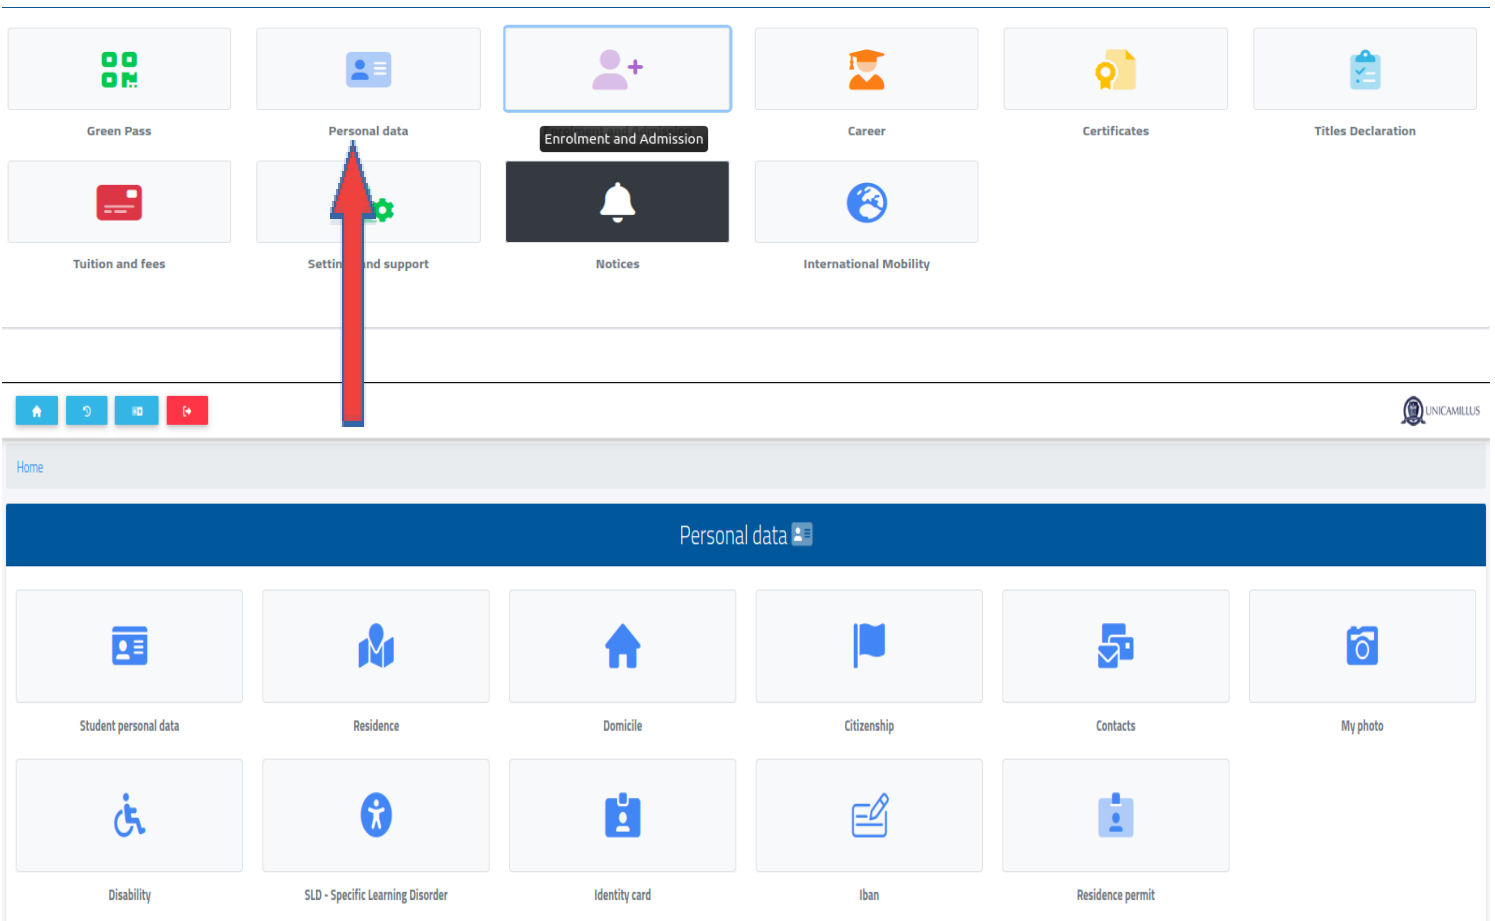 Green Pass
Personal data
Enrolment and Admission
Career
Certificates
Titles Declaration
Tuition and fees
and support
Notices
International Mobility
UNICAMILLUS
Home
Personal data
Student personal data
Residence
Domicile
Citizenship
Contacts
My photo
Disability
SLD - Specific Learning Disorder
Identity card
Iban
Residence permit